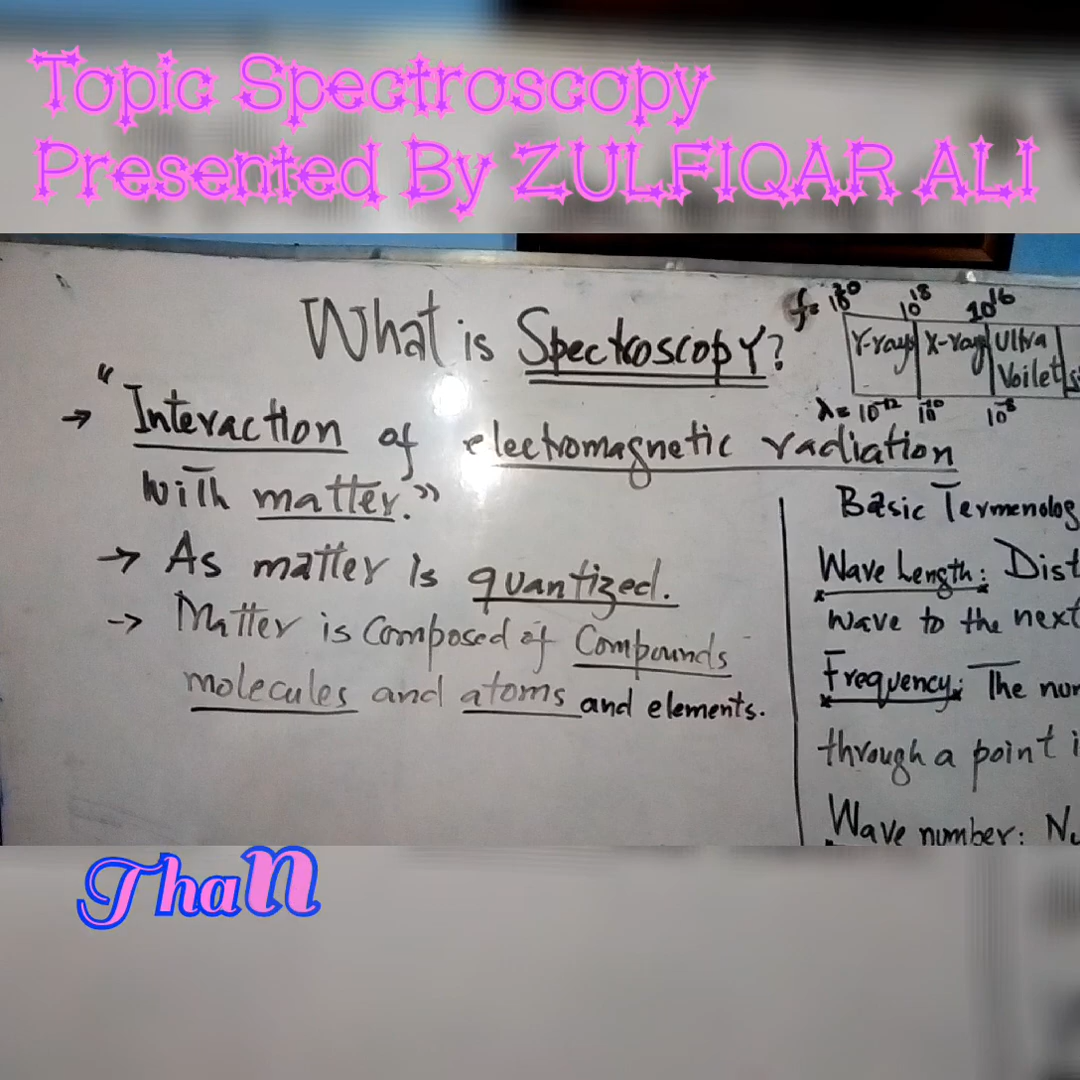 Topic Spectroscopy
Presented By ZULFIQAR ALI
What is Spectroscopy?
"
→ Interaction of electromagnetic radiation
with matter."
→ As matter is quantized.
→ Matter is Composed of Compounds
molecules and atoms and elements.
f= 10²⁰ 10¹⁸ 10¹⁶
γ-rays X-ray Ultra
Voilet
λ= 10⁻¹² 10⁻¹⁰ 10⁻⁸
Basic Termenolog
Wave Length: Dist
wave to the next
Frequency: The num
through a point i
Wave number: Nu
Than